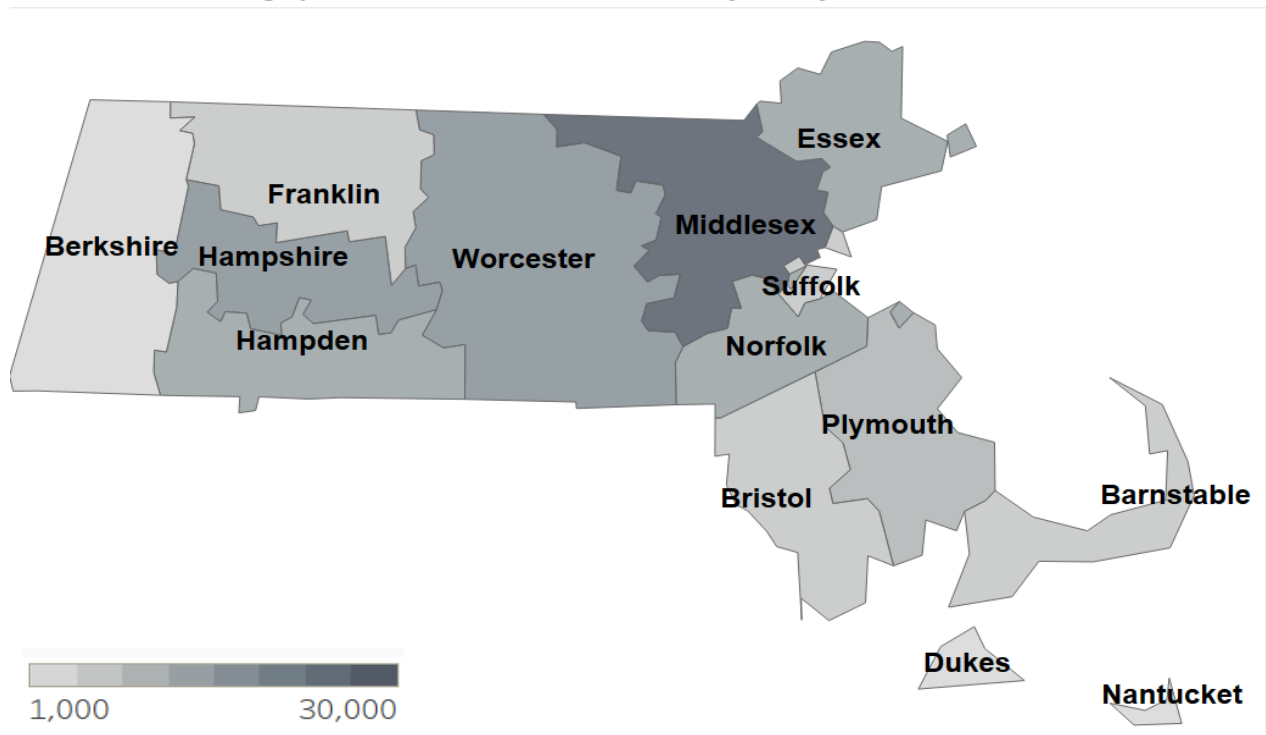 Essex
Franklin
Middlesex
Berkshire
Hampshire
Worcester
Suffolk
Hampden
Norfolk
Plymouth
Bristol
Barnstable
Dukes
Nantucket
1,000
30,000